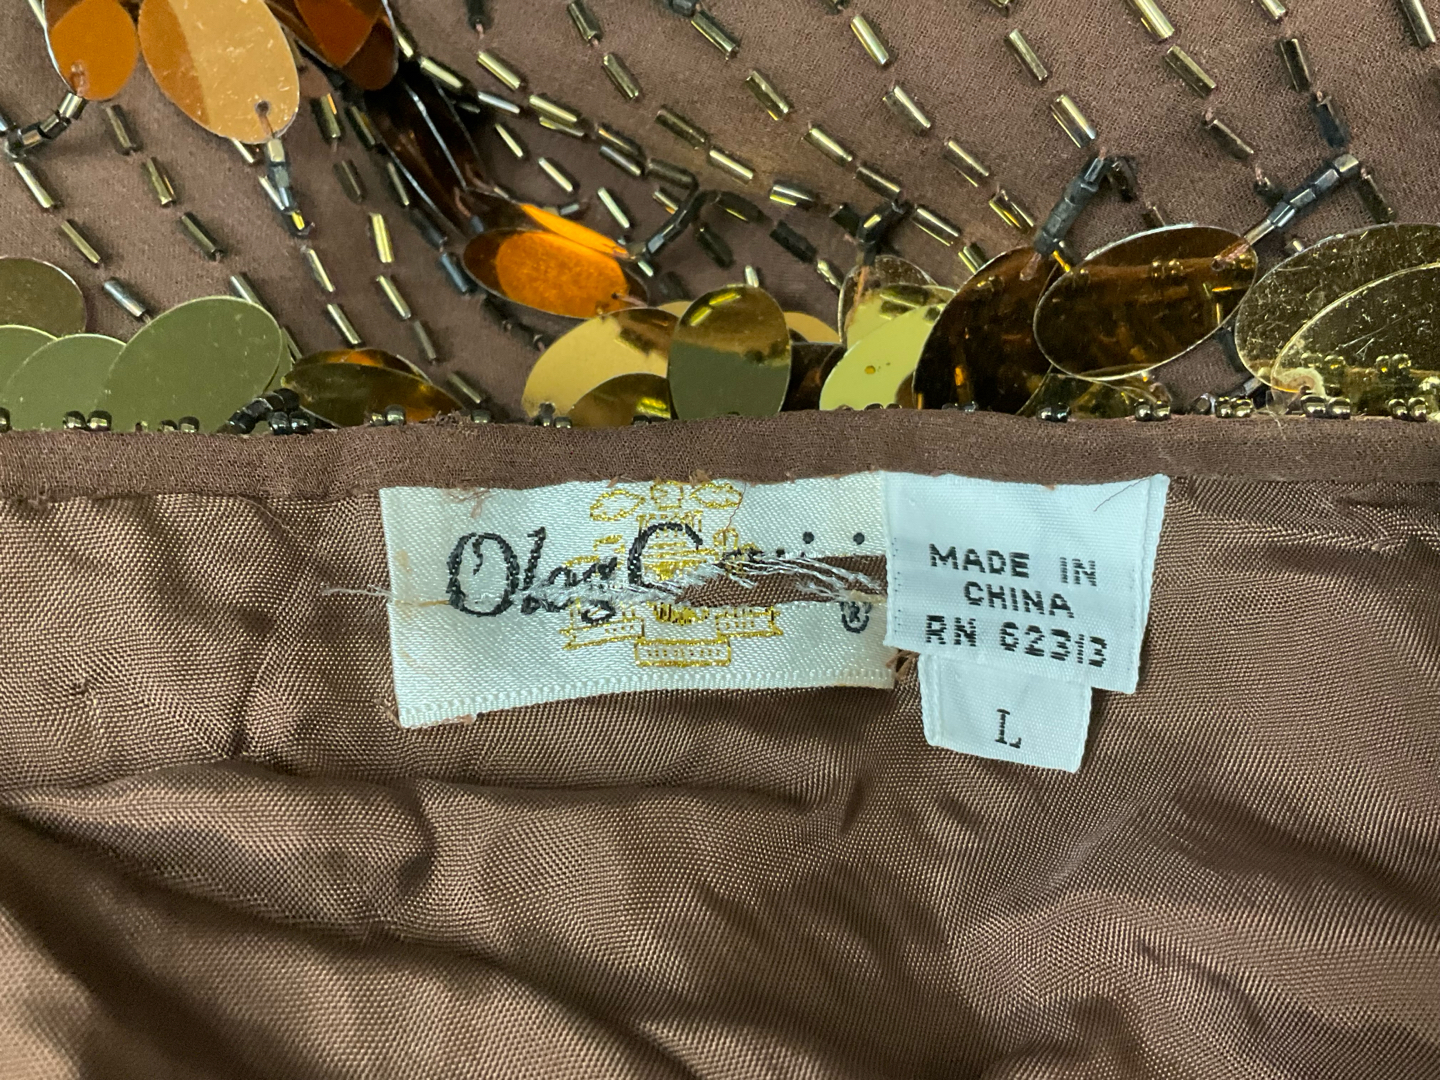 Oleg C
®
MADE IN
CHINA
RN 62313
L